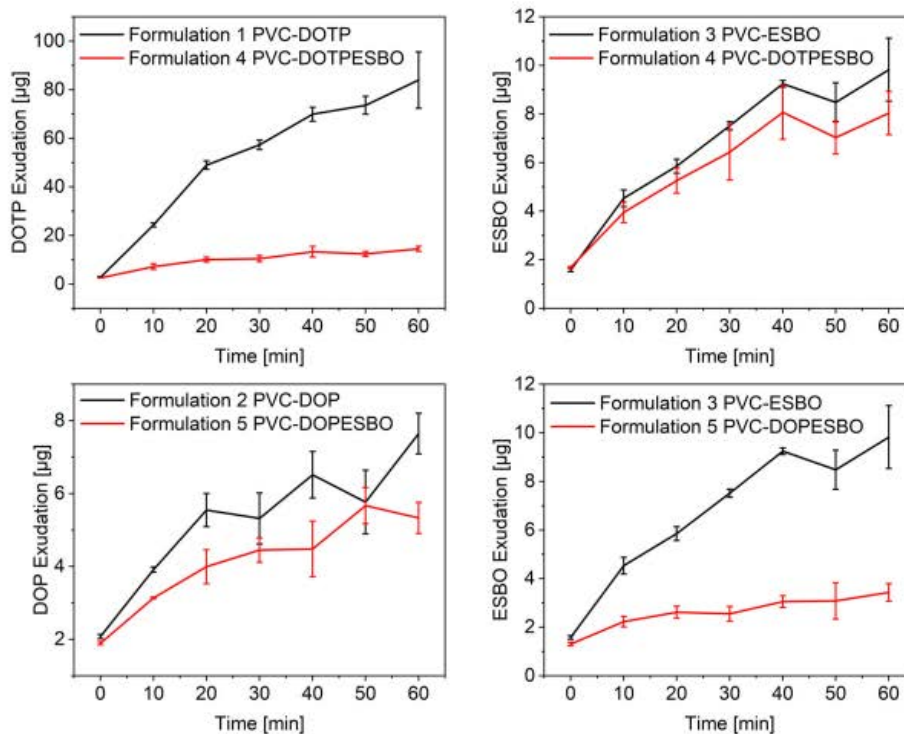 Formulation 1 PVC-DOTP
Formulation 4 PVC-DOTPESBO
DOTP Exudation [µg]
100
80
60
40
20
0
0 10 20 30 40 50 60
Time [min]
Formulation 3 PVC-ESBO
Formulation 4 PVC-DOTPESBO
ESBO Exudation [µg]
12
10
8
6
4
2
0
0 10 20 30 40 50 60
Time [min]
Formulation 2 PVC-DOP
Formulation 5 PVC-DOPESBO
DOP Exudation [µg]
8
6
4
2
0 10 20 30 40 50 60
Time [min]
Formulation 3 PVC-ESBO
Formulation 5 PVC-DOPESBO
ESBO Exudation [µg]
12
10
8
6
4
2
0
0 10 20 30 40 50 60
Time [min]